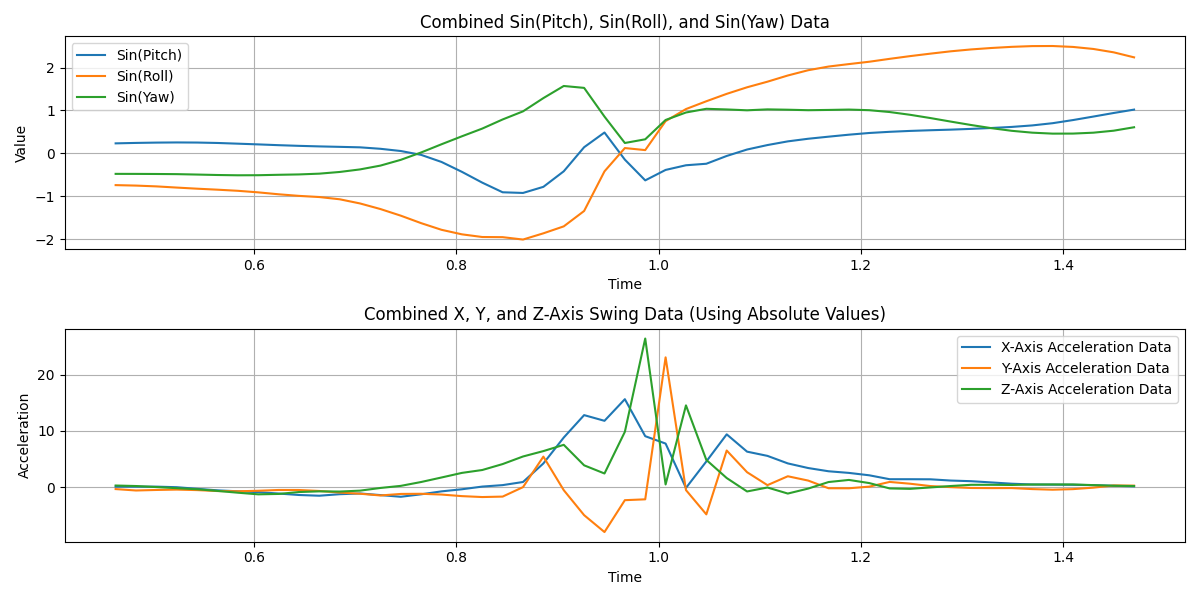 Combined Sin(Pitch), Sin(Roll), and Sin(Yaw) Data
Sin(Pitch)
Sin(Roll)
Sin(Yaw)
Value
2
1
0
−1
−2
0.6 0.8 1.0 1.2 1.4
Time
Combined X, Y, and Z-Axis Swing Data (Using Absolute Values)
X-Axis Acceleration Data
Y-Axis Acceleration Data
Z-Axis Acceleration Data
Acceleration
20
10
0
0.6 0.8 1.0 1.2 1.4
Time